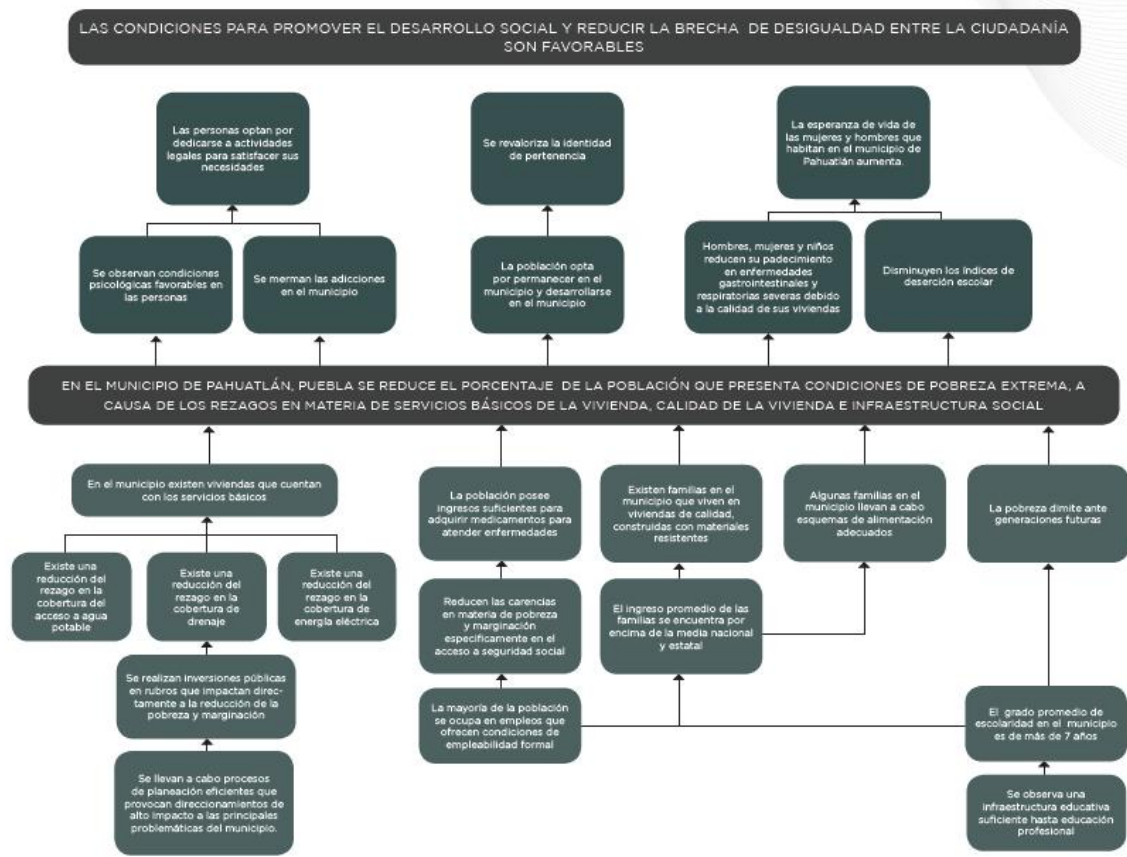 LAS CONDICIONES PARA PROMOVER EL DESARROLLO SOCIAL Y REDUCIR LA BRECHA DE DESIGUALDAD ENTRE LA CIUDADANÍA
SON FAVORABLES
Las personas optan por
dedicarse a actividades
legales para satisfacer sus
necesidades
Se revaloriza la identidad
de pertenencia
La esperanza de vida de
las mujeres y hombres que
habitan en el municipio de
Pahuatlán aumenta.
Se observan condiciones
psicológicas favorables en
las personas
Se merman las adicciones
en el municipio
La población opta
por permanecer en el
municipio y desarrollarse
en el municipio
Hombres, mujeres y niños
reducen su padecimiento
en enfermedades
gastrointestinales y
respiratorias severas debido
a la calidad de sus viviendas
Disminuyen los índices de
deserción escolar
EN EL MUNICIPIO DE PAHUATLÁN, PUEBLA SE REDUCE EL PORCENTAJE DE LA POBLACIÓN QUE PRESENTA CONDICIONES DE POBREZA EXTREMA, A
CAUSA DE LOS REZAGOS EN MATERIA DE SERVICIOS BÁSICOS DE LA VIVIENDA, CALIDAD DE LA VIVIENDA E INFRAESTRUCTURA SOCIAL
En el municipio existen viviendas que cuentan
con los servicios básicos
La población posee
ingresos suficientes para
adquirir medicamentos para
atender enfermedades
Existen familias en el
municipio que viven en
viviendas de calidad,
construidas con materiales
resistentes
Algunas familias en el
municipio llevan a cabo
esquemas de alimentación
adecuados
La pobreza dimite ante
generaciones futuras
Existe una
reducción del
rezago en la
cobertura del
acceso a agua
potable
Existe una
reducción del
rezago en la
cobertura de
drenaje
Existe una
reducción del
rezago en la
cobertura de
energía eléctrica
Reducen las carencias
en materia de pobreza
y marginación
específicamente en el
acceso a seguridad social
El ingreso promedio de las
familias se encuentra por
encima de la media nacional
y estatal
Se realizan inversiones públicas
en rubros que impactan direc-
tamente a la reducción de la
pobreza y marginación
La mayoría de la población
se ocupa en empleos que
ofrecen condiciones de
empleabilidad formal
El grado promedio de
escolaridad en el municipio
es de más de 7 años
Se llevan a cabo procesos
de planeación eficientes que
provocan direccionamientos de
alto impacto a las principales
problemáticas del municipio.
Se observa una
infraestructura educativa
suficiente hasta educación
profesional